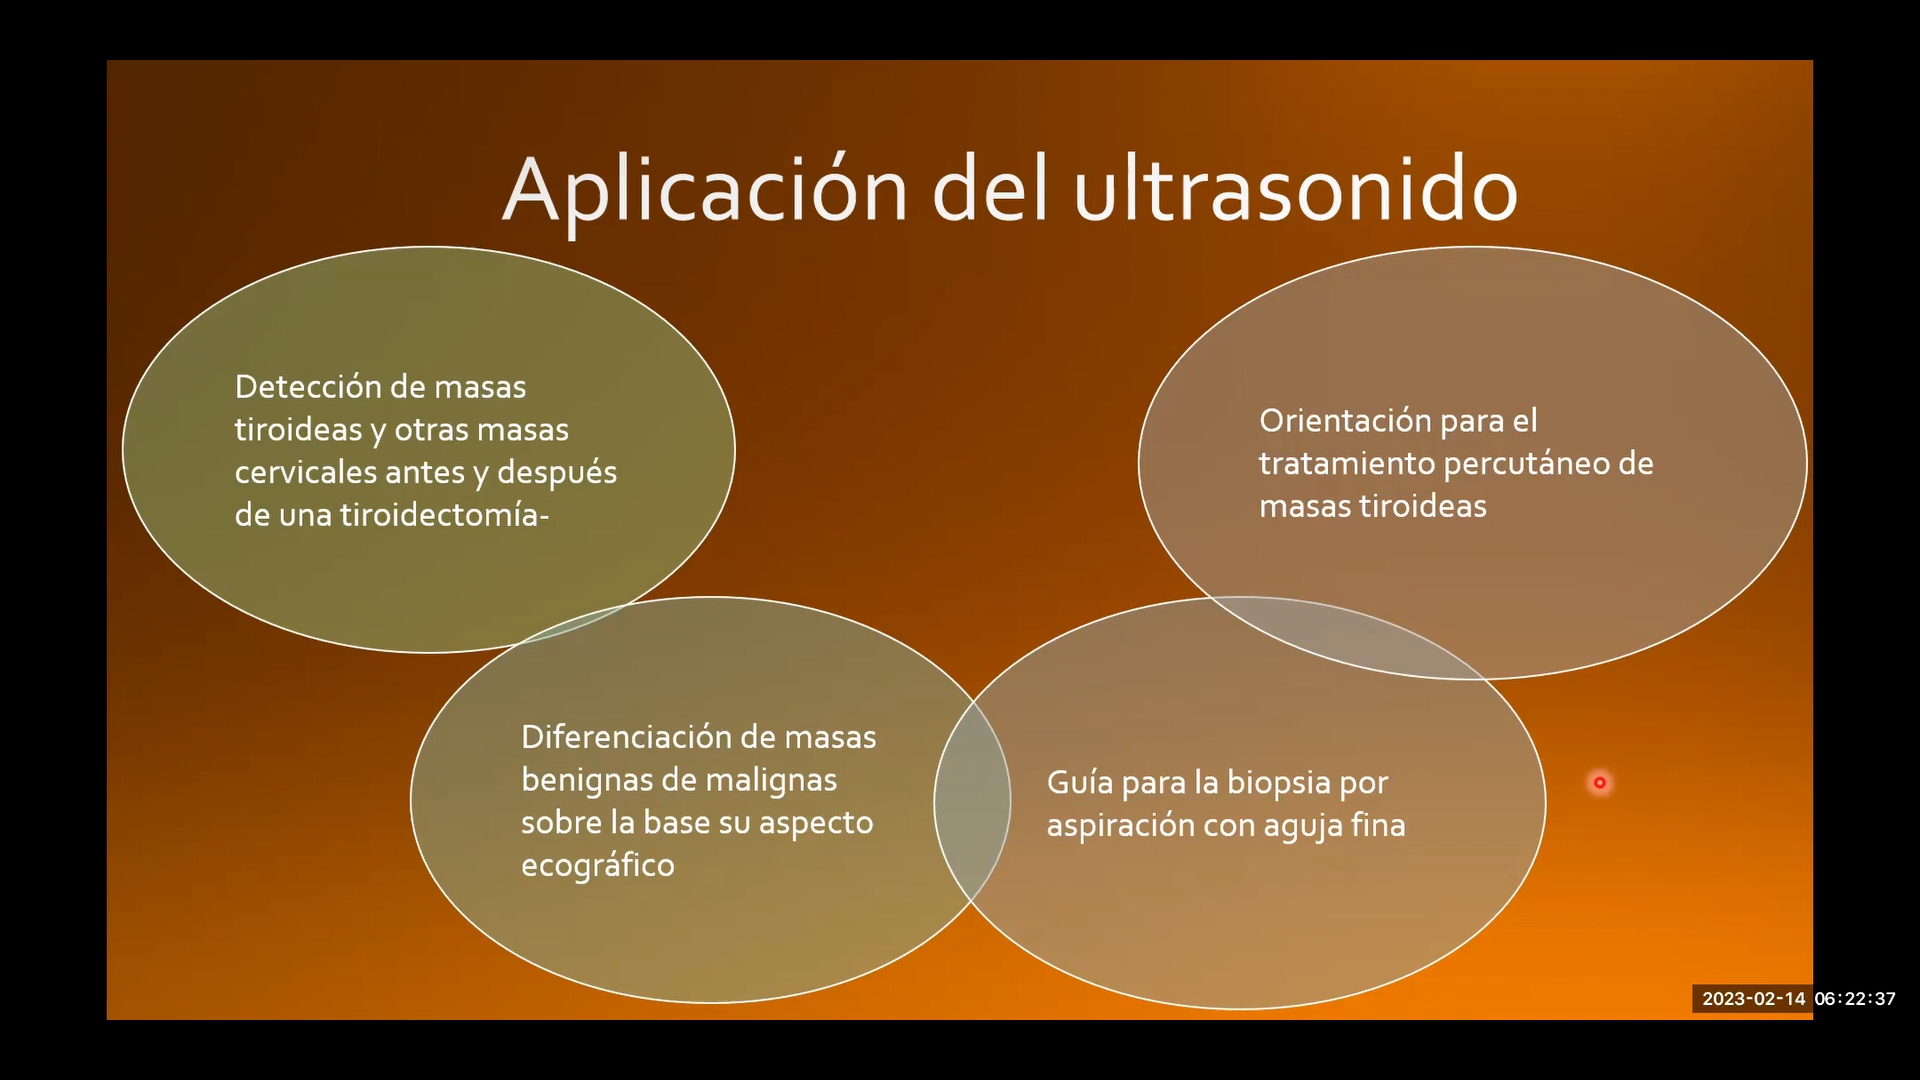 Aplicación del ultrasonido
Detección de masas
tiroideas y otras masas
cervicales antes y después
de una tiroidectomía-
Orientación para el
tratamiento percutáneo de
masas tiroideas
Diferenciación de masas
benignas de malignas
sobre la base su aspecto
ecográfico
Guía para la biopsia por
aspiración con aguja fina
2023-02-14 06:22:37